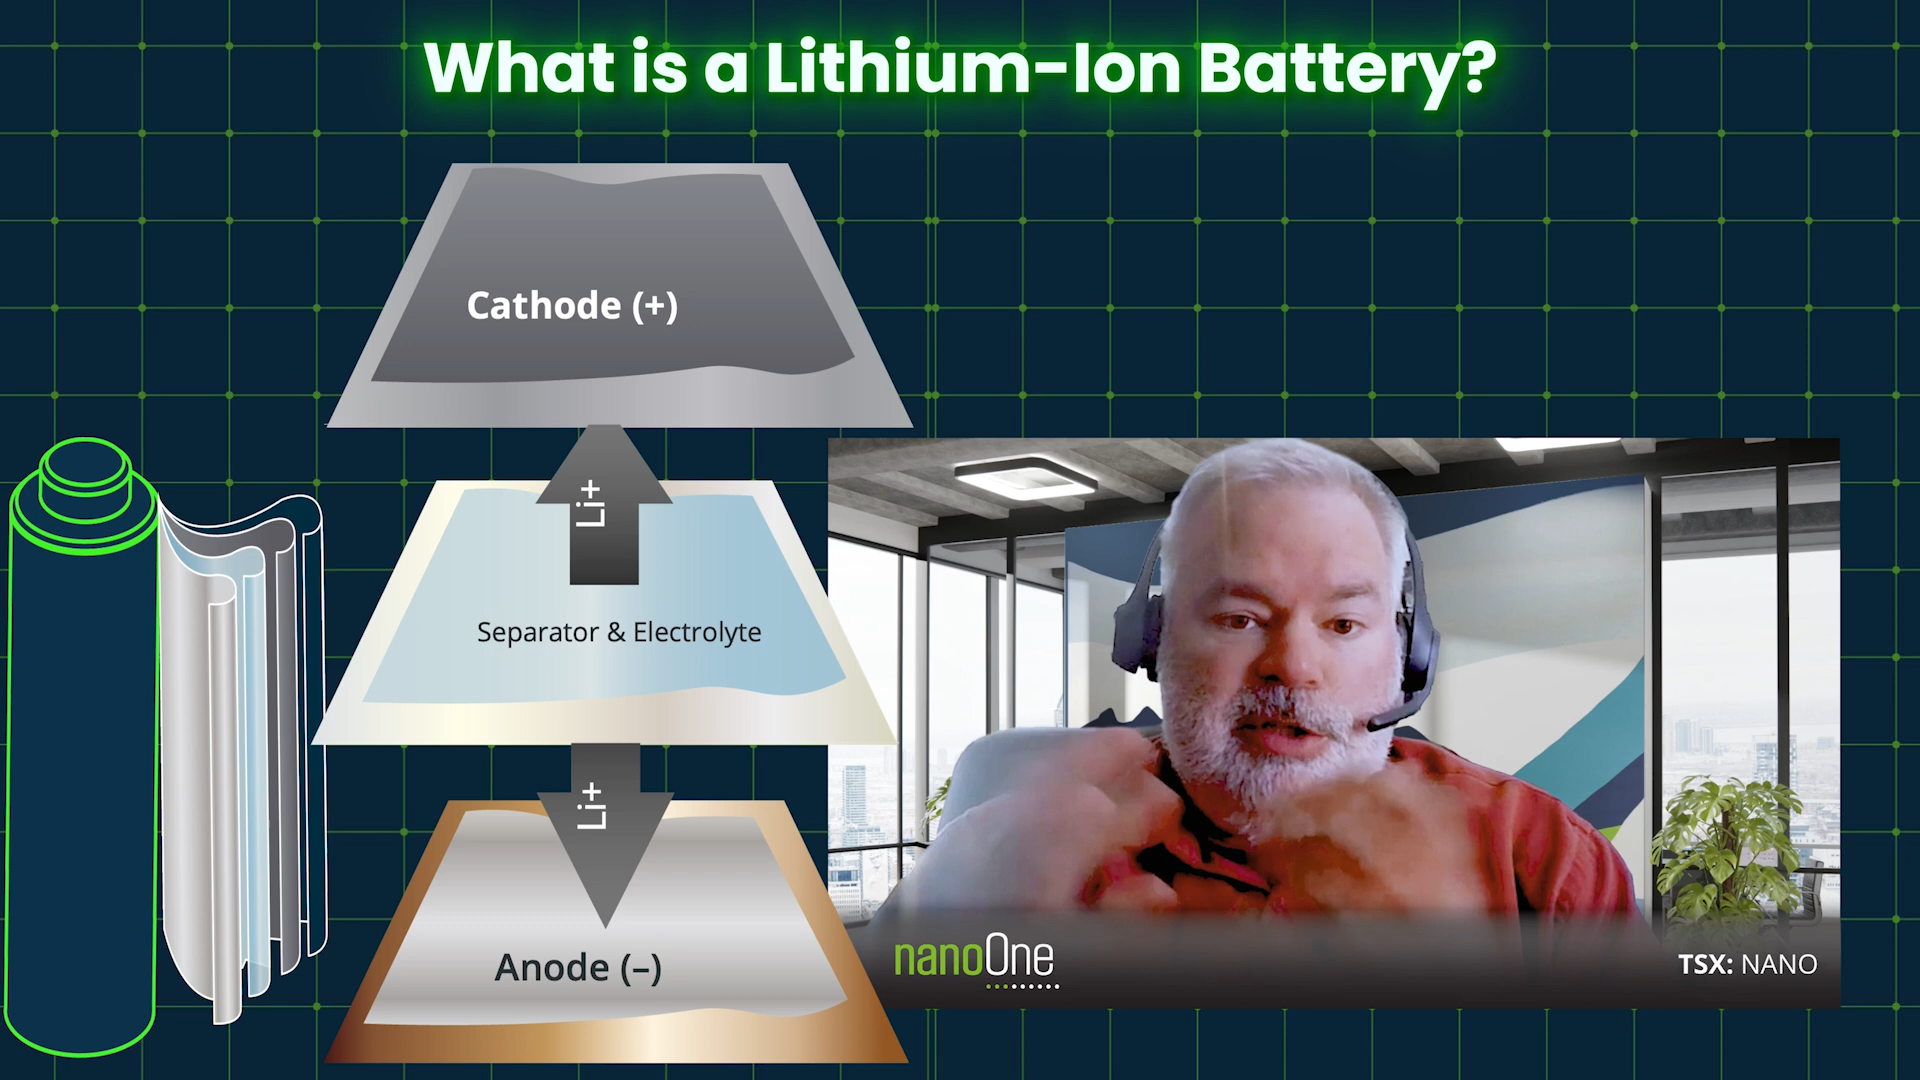 What is a Lithium-Ion Battery?
Cathode (+)
Li+
Separator & Electrolyte
Li+
Anode (–)
nanoOne
TSX: NANO